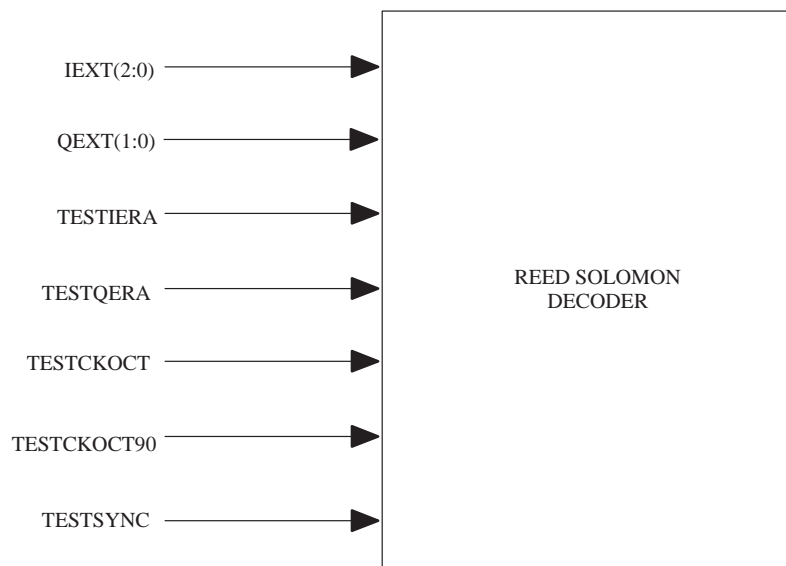 IEXT(2:0)
QEXT(1:0)
TESTIERA
TESTQERA
TESTCKOCT
TESTCKOCT90
TESTSYNC
REED SOLOMON
DECODER